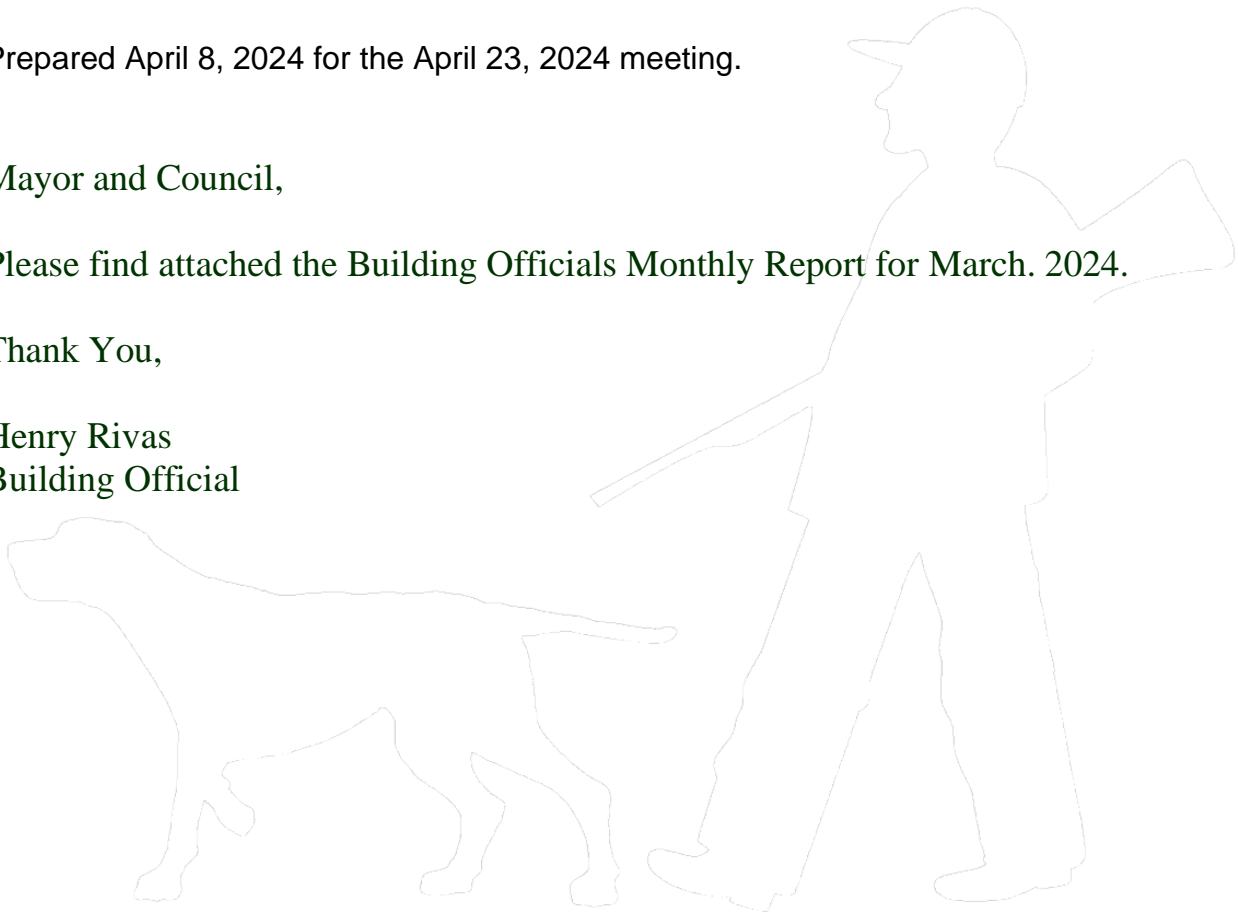 Prepared April 8, 2024 for the April 23, 2024 meeting.
Mayor and Council,
Please find attached the Building Officials Monthly Report for March. 2024.
Thank You,
Henry Rivas
Building Official